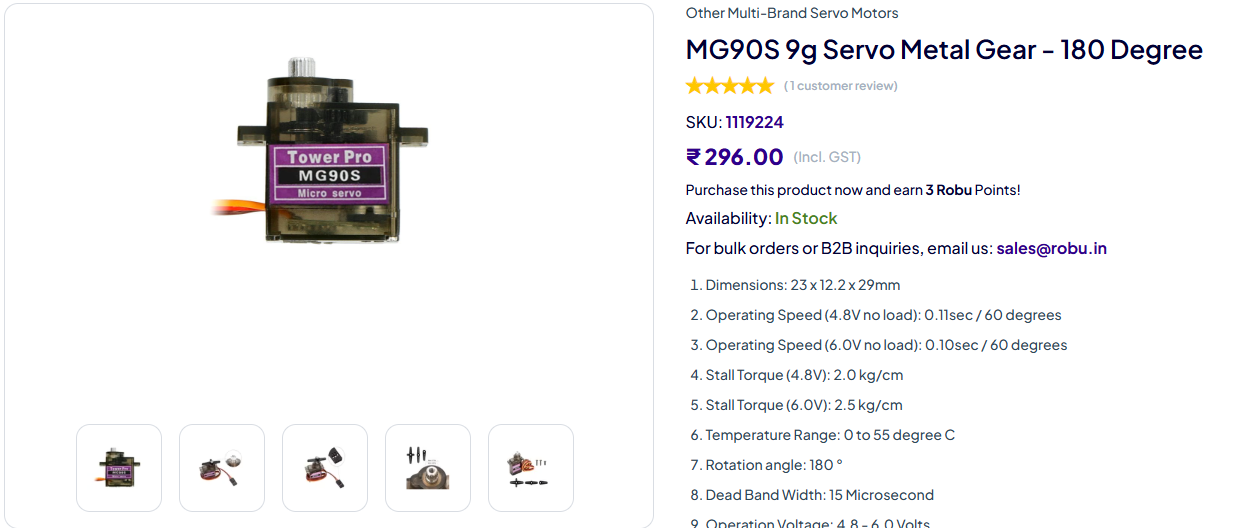 Other Multi-Brand Servo Motors
MG90S 9g Servo Metal Gear - 180 Degree
( 1 customer review)
SKU: 1119224
₹ 296.00 (Incl. GST)
Purchase this product now and earn 3 Robu Points!
Availability: In Stock
For bulk orders or B2B inquiries, email us: sales@robu.in
1. Dimensions: 23 x 12.2 x 29mm
2. Operating Speed (4.8V no load): 0.11sec / 60 degrees
3. Operating Speed (6.0V no load): 0.10sec / 60 degrees
4. Stall Torque (4.8V): 2.0 kg/cm
5. Stall Torque (6.0V): 2.5 kg/cm
6. Temperature Range: 0 to 55 degree C
7. Rotation angle: 180 °
8. Dead Band Width: 15 Microsecond
9. Operation Voltage: 4.8 - 6.0 Volts
Tower Pro
MG90S
Micro servo